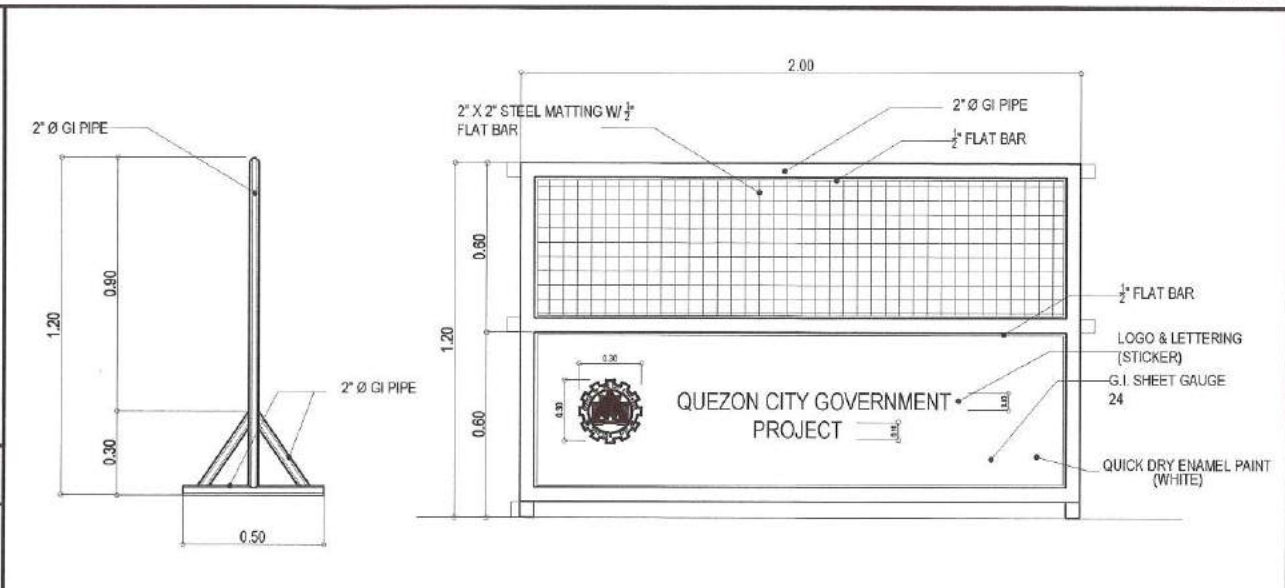 2" Ø GI PIPE
1.20
0.90
0.30
2" Ø GI PIPE
0.50
2.00
2" X 2" STEEL MATTING W/ ½"
FLAT BAR
2" Ø GI PIPE
½" FLAT BAR
1.20
0.60
0.60
½" FLAT BAR
LOGO & LETTERING
(STICKER)
G.I. SHEET GAUGE
24
QUICK DRY ENAMEL PAINT
(WHITE)
0.30
0.30
QUEZON CITY GOVERNMENT
PROJECT